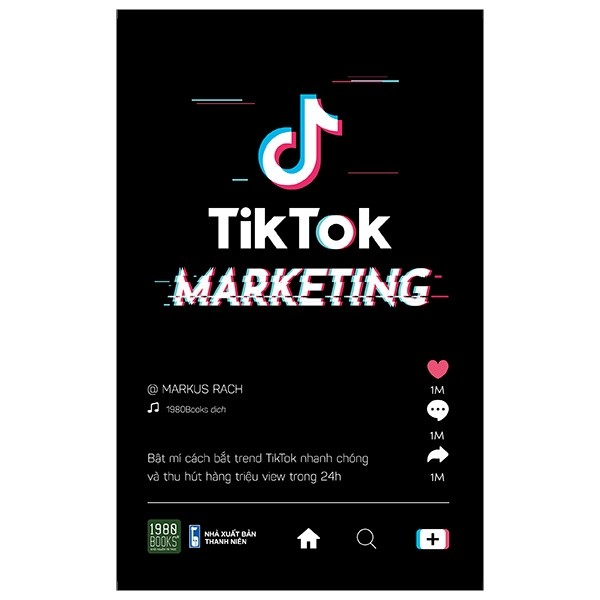 TikTok
MARKETING
@ MARKUS RACH
1980Books dịch
1M
1M
1M
Bật mí cách bắt trend TikTok nhanh chóng
và thu hút hàng triệu view trong 24h
1980
BOOKS
NHÀ XUẤT BẢN
THANH NIÊN